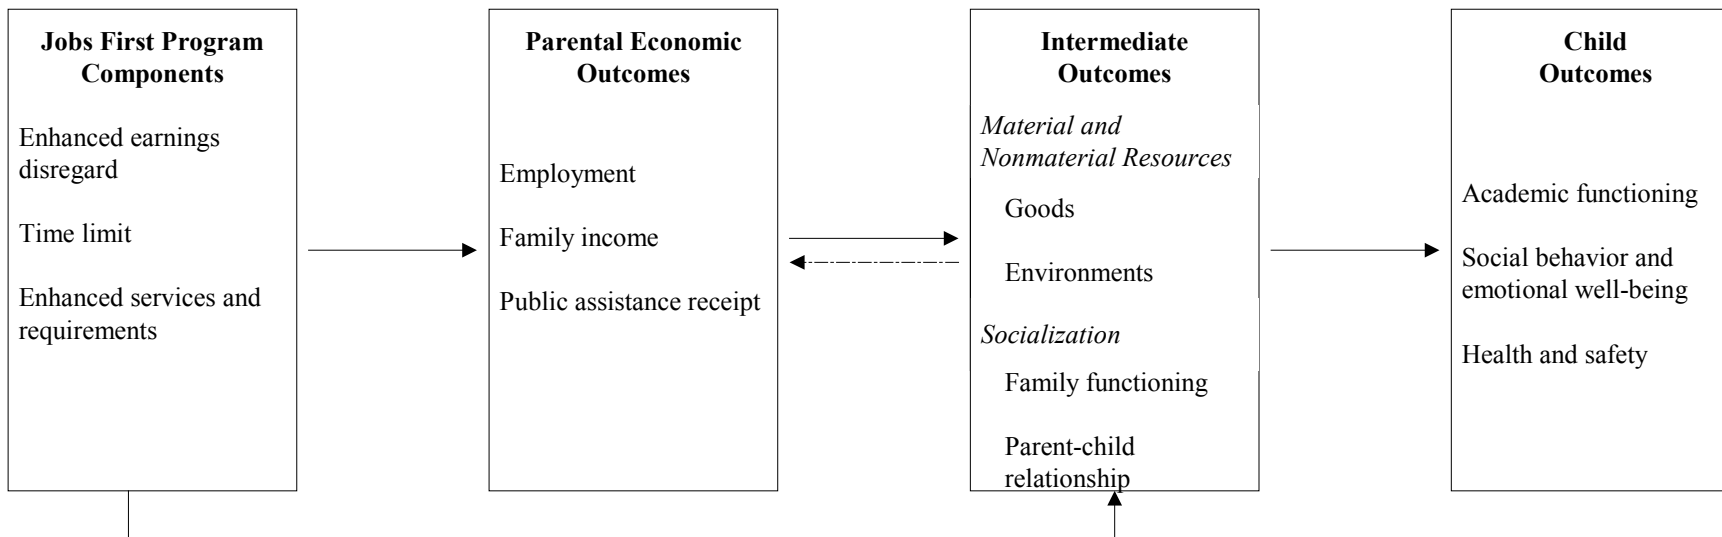 Jobs First Program
Components
Enhanced earnings
disregard
Time limit
Enhanced services and
requirements
Parental Economic
Outcomes
Employment
Family income
Public assistance receipt
Intermediate
Outcomes
Material and
Nonmaterial Resources
Goods
Environments
Socialization
Family functioning
Parent-child
relationship
Child
Outcomes
Academic functioning
Social behavior and
emotional well-being
Health and safety